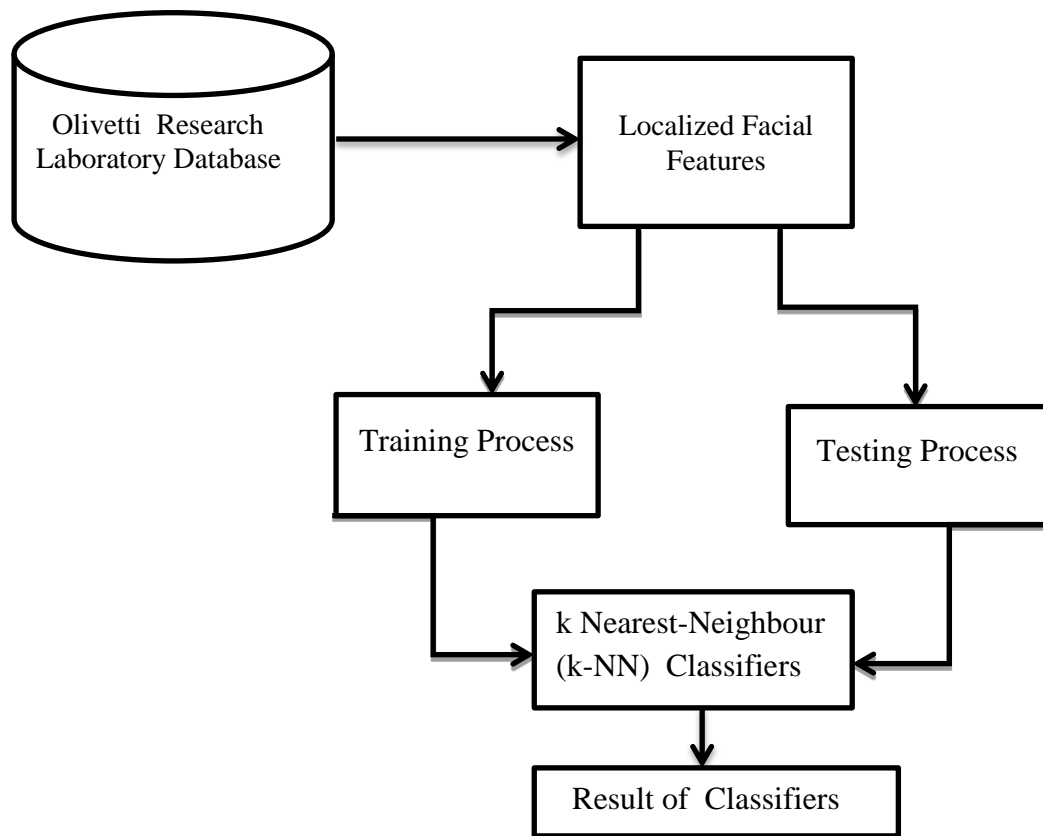 Olivetti Research
Laboratory Database
Localized Facial
Features
Training Process
Testing Process
k Nearest-Neighbour
(k-NN) Classifiers
Result of Classifiers